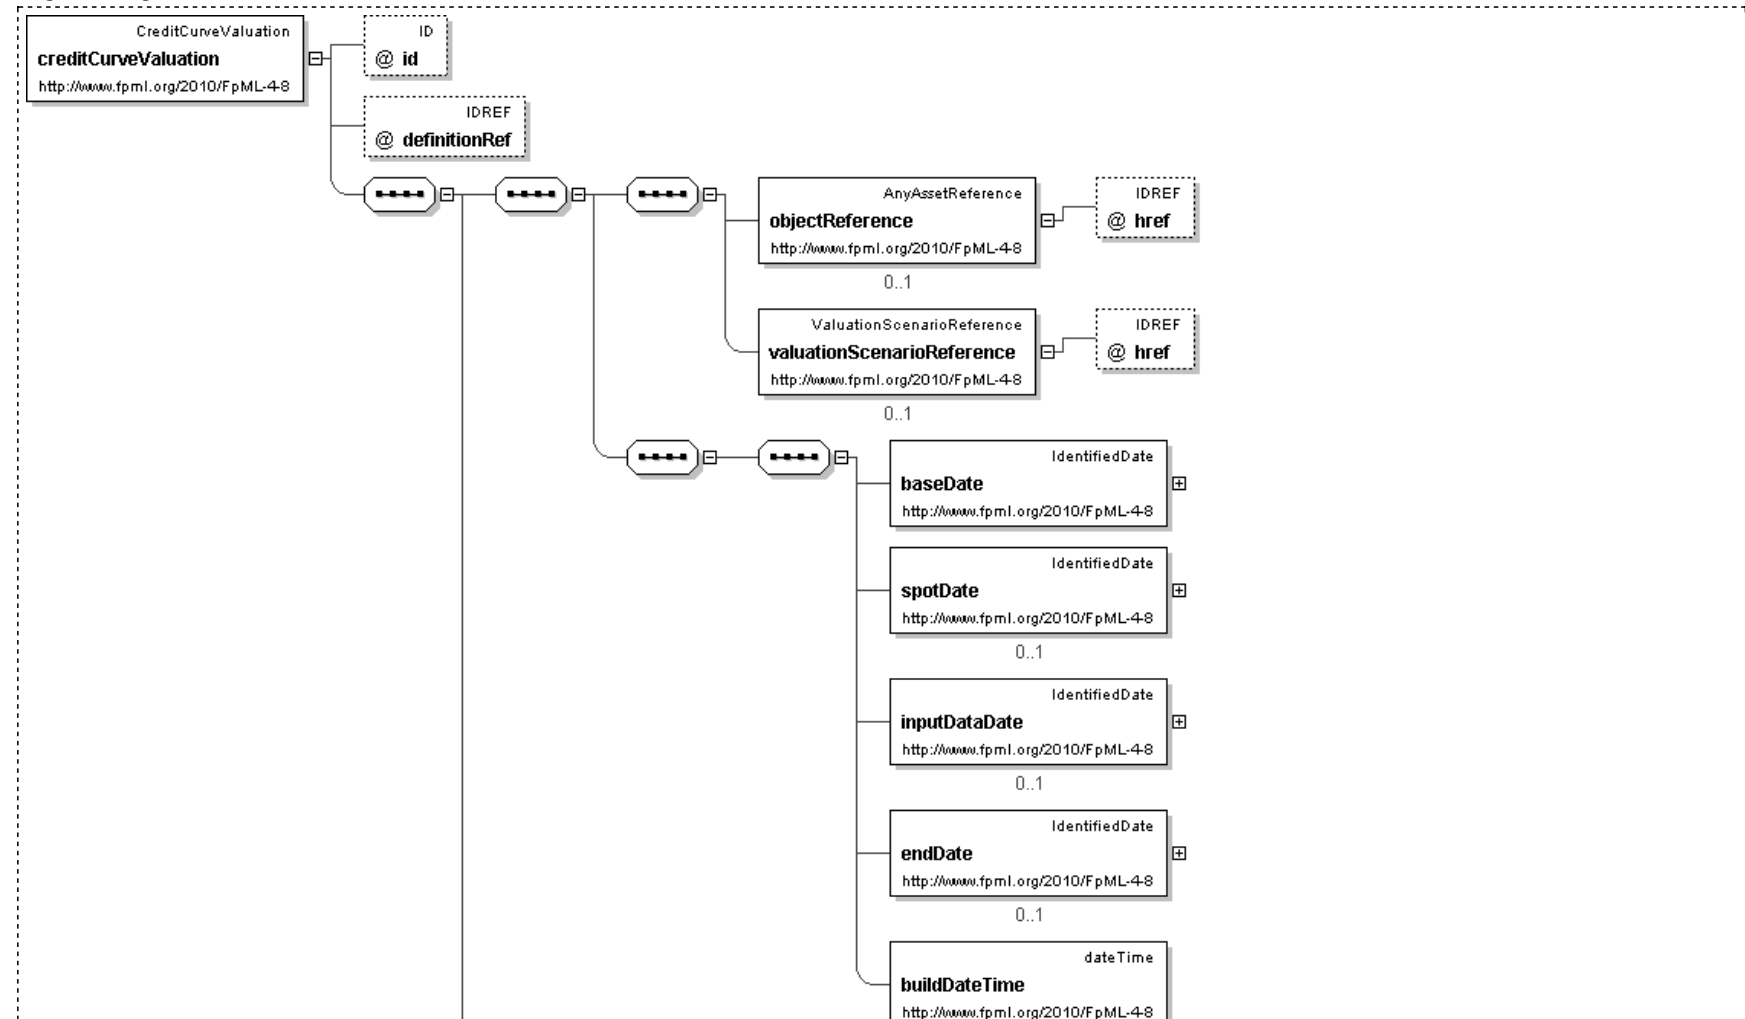 CreditCurveValuation
creditCurveValuation
http://www.fpml.org/2010/FpML-4-8
ID
@ id
IDREF
@ definitionRef
AnyAssetReference
objectReference
http://www.fpml.org/2010/FpML-4-8
0..1
IDREF
@ href
ValuationScenarioReference
valuationScenarioReference
http://www.fpml.org/2010/FpML-4-8
0..1
IDREF
@ href
IdentifiedDate
baseDate
http://www.fpml.org/2010/FpML-4-8
IdentifiedDate
spotDate
http://www.fpml.org/2010/FpML-4-8
0..1
IdentifiedDate
inputDataDate
http://www.fpml.org/2010/FpML-4-8
0..1
IdentifiedDate
endDate
http://www.fpml.org/2010/FpML-4-8
0..1
dateTime
buildDateTime
http://www.fpml.org/2010/FpML-4-8